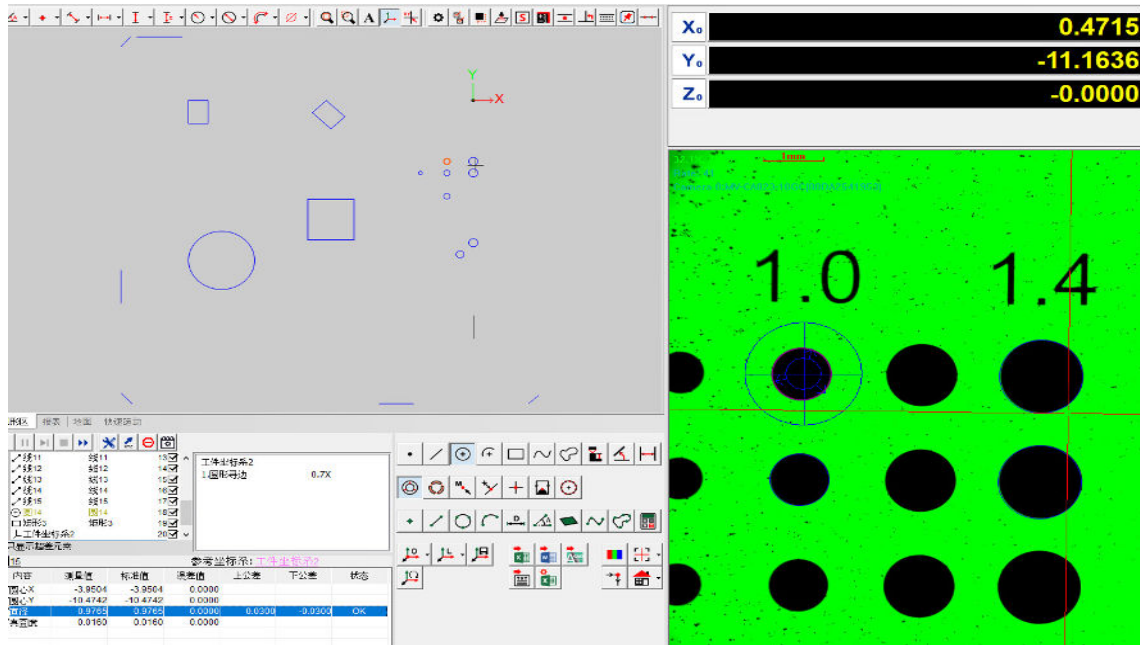 A
S
X₀ 0.4715
Y₀ -11.1636
Z₀ -0.0000
Y
X
1mm
1.0
1.4
报表
线11 线11 13
线12 线12 14
线13 线13 15
线14 线14 16
线15 线15 17
圆14 圆14 18
矩形3 矩形3 19
工件坐标系2 20
工件坐标系2
0.7X
参考坐标系: 工件坐标系2
内容 测量值 标准值 误差值 上公差 下公差 状态
圆心X -3.9504 -3.9504 0.0000
圆心Y -10.4742 -10.4742 0.0000
直径 0.9765 0.9765 0.0000 0.0300 -0.0300 OK
真圆度 0.0160 0.0160 0.0000